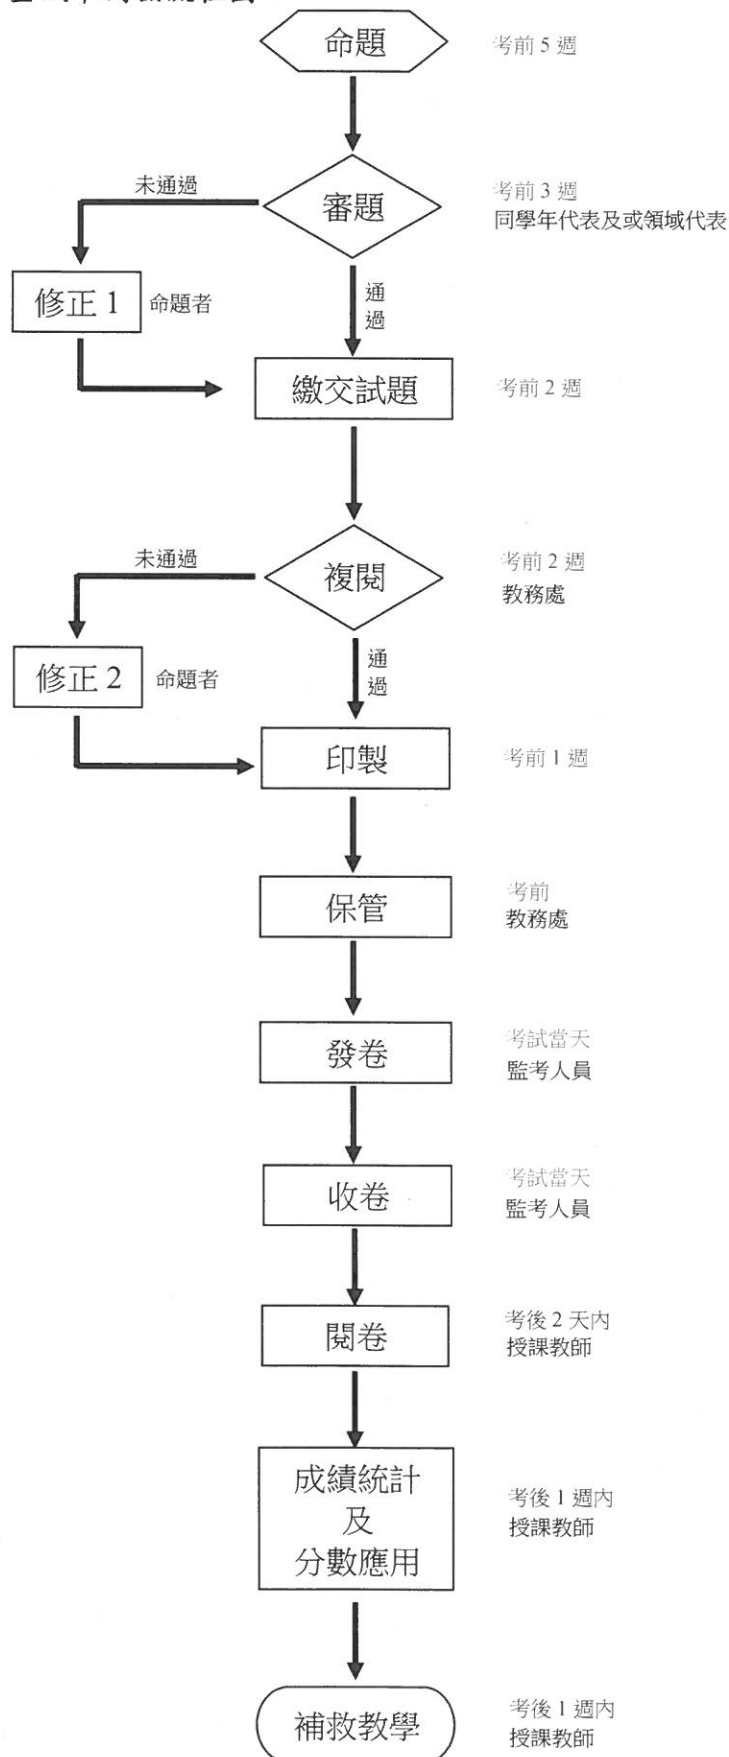 命題
考前 5 週
審題
考前 3 週
同學年代表及或領域代表
未通過
通
過
修正 1
命題者
繳交試題
考前 2 週
複閱
考前 2 週
教務處
未通過
通
過
修正 2
命題者
印製
考前 1 週
保管
考前
教務處
發卷
考試當天
監考人員
收卷
考試當天
監考人員
閱卷
考後 2 天內
授課教師
成績統計
及
分數應用
考後 1 週內
授課教師
補救教學
考後 1 週內
授課教師